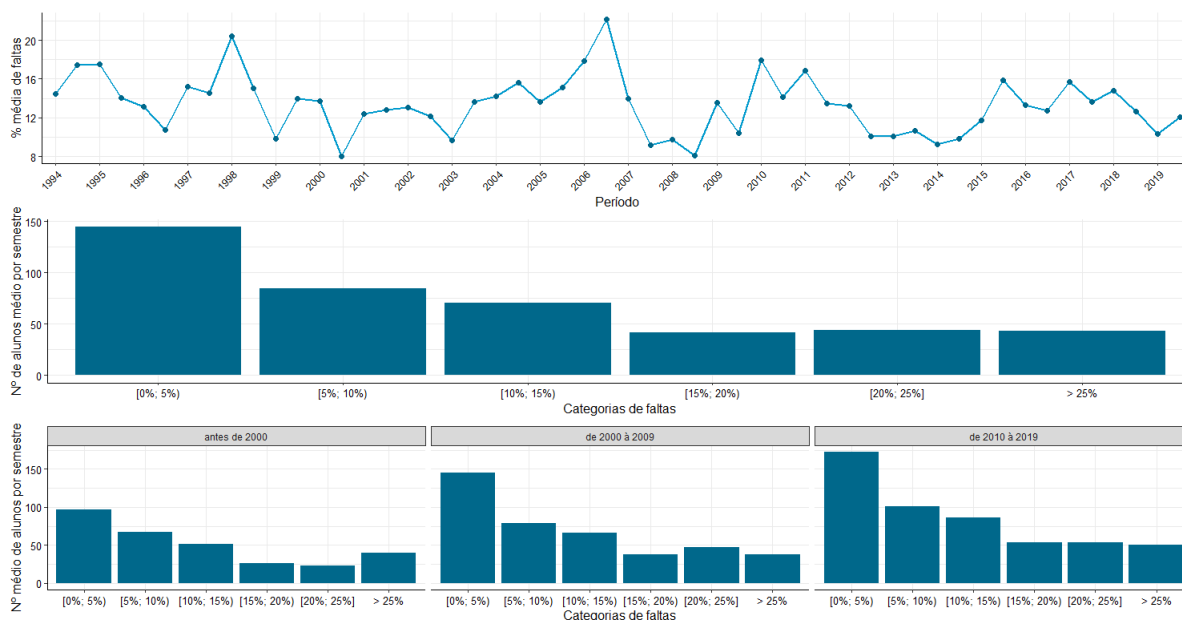 % média de faltas
20
16
12
8
1994 1995 1996 1997 1998 1999 2000 2001 2002 2003 2004 2005 2006 2007 2008 2009 2010 2011 2012 2013 2014 2015 2016 2017 2018 2019
Período
Nº de alunos médio por semestre
150
100
50
0
[0%; 5%) [5%; 10%) [10%; 15%) [15%; 20%) [20%; 25%] > 25%
Categorias de faltas
antes de 2000 de 2000 à 2009 de 2010 à 2019
Nº médio de alunos por semestre
150
100
50
0
[0%; 5%) [5%; 10%) [10%; 15%) [15%; 20%) [20%; 25%] > 25% [0%; 5%) [5%; 10%) [10%; 15%) [15%; 20%) [20%; 25%] > 25% [0%; 5%) [5%; 10%) [10%; 15%) [15%; 20%) [20%; 25%] > 25%
Categorias de faltas